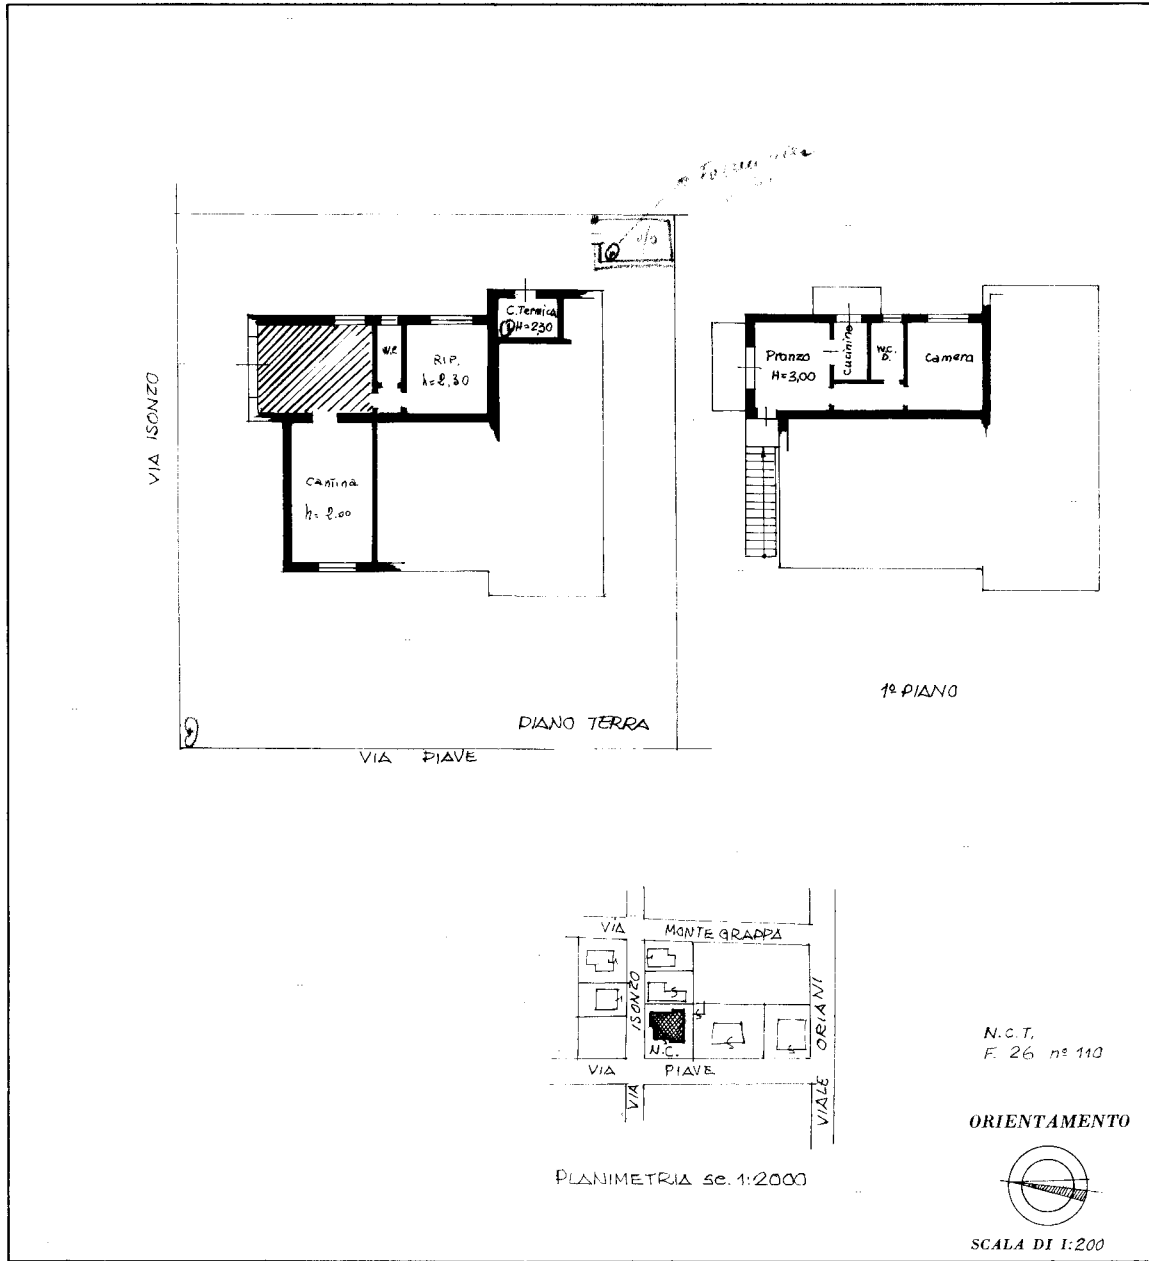 C. Termica
H=230
W.C.
RIP.
h=2,30
Cantina
h=2.00
VIA ISONZO
PIANO TERRA
VIA PIAVE
Pranzo
H=3,00
Cucinino
W.C.
D.
Camera
1º PIANO
VIA MONTE GRAPPA
ISONZO
VIA
N.C.
VIA PIAVE
VIALE ORIANI
S
S
S
S
PLANIMETRIA sc. 1:2000
N.C.T.
F. 26 nº 110
ORIENTAMENTO
SCALA DI 1:200